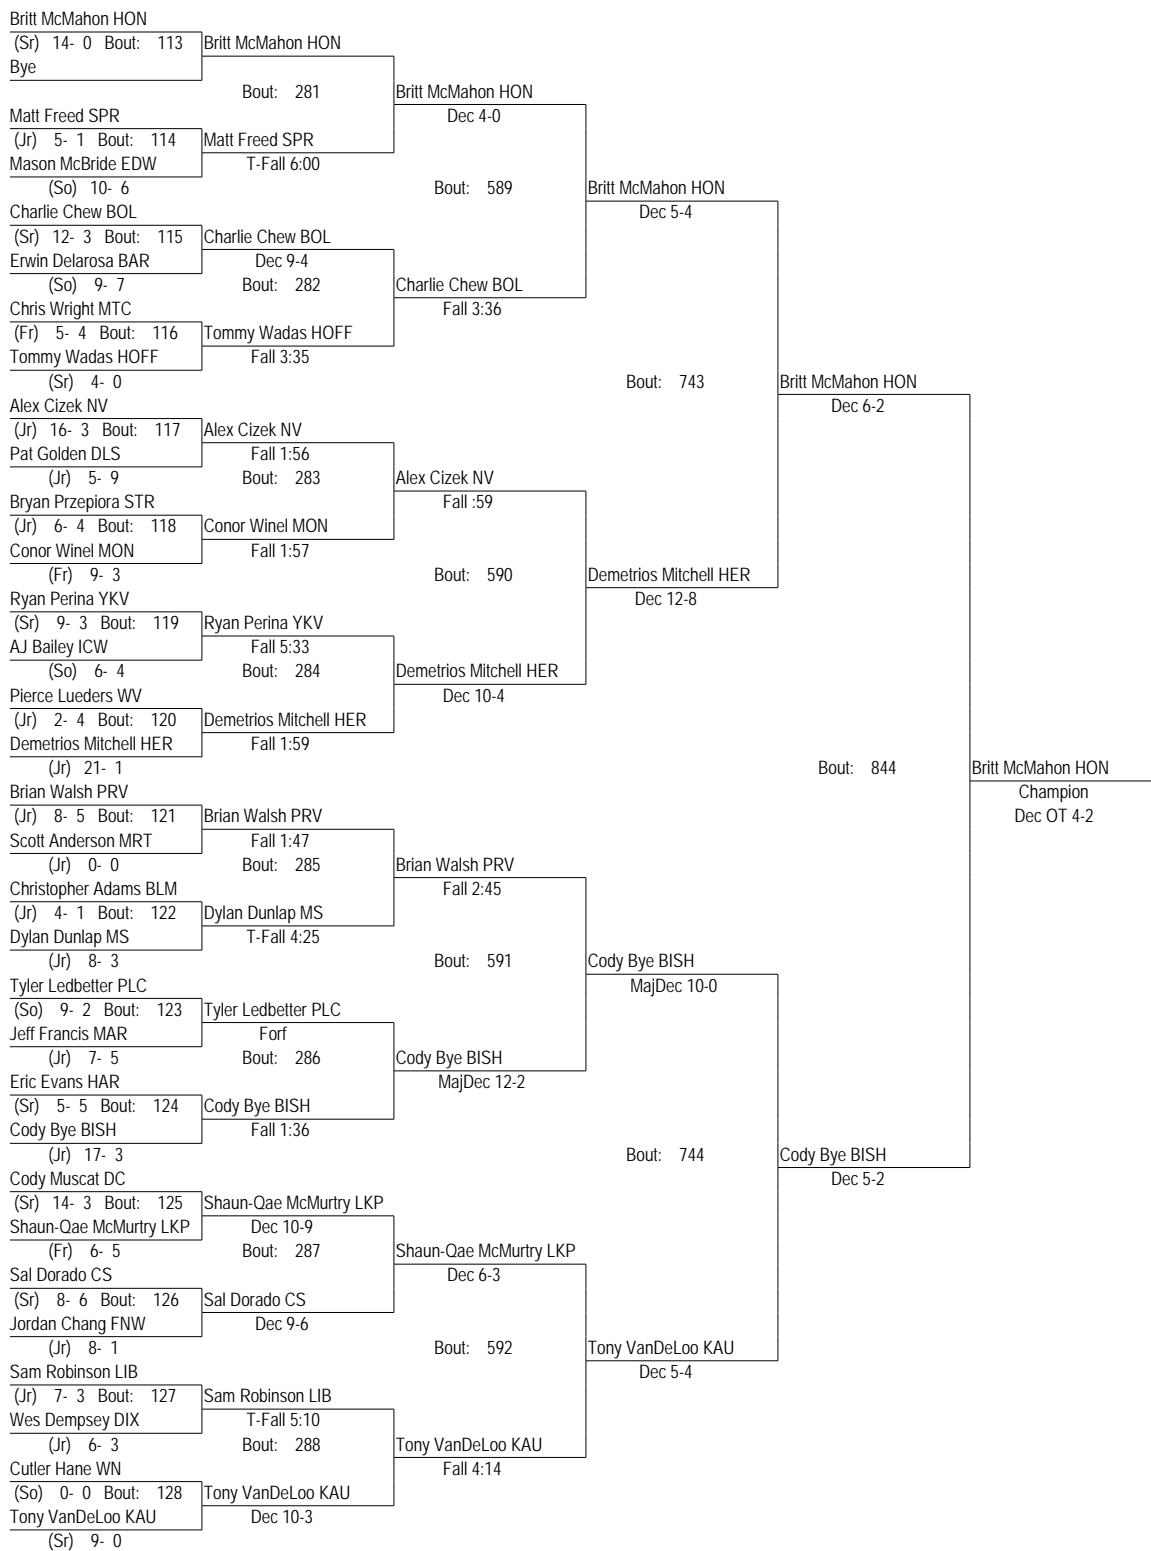 Britt McMahon HON
(Sr) 14- 0 Bout: 113 Britt McMahon HON
Bye
Bout: 281 Britt McMahon HON
Matt Freed SPR Dec 4-0
(Jr) 5- 1 Bout: 114 Matt Freed SPR
Mason McBride EDW T-Fall 6:00
(So) 10- 6 Bout: 589 Britt McMahon HON
Charlie Chew BOL Dec 5-4
(Sr) 12- 3 Bout: 115 Charlie Chew BOL
Erwin Delarosa BAR Dec 9-4
(So) 9- 7 Bout: 282 Charlie Chew BOL
Chris Wright MTC Fall 3:36
(Fr) 5- 4 Bout: 116 Tommy Wadas HOFF
Tommy Wadas HOFF Fall 3:35
(Sr) 4- 0 Bout: 743 Britt McMahon HON
Alex Cizek NV Dec 6-2
(Jr) 16- 3 Bout: 117 Alex Cizek NV
Pat Golden DLS Fall 1:56
(Jr) 5- 9 Bout: 283 Alex Cizek NV
Bryan Przepiora STR Fall :59
(Jr) 6- 4 Bout: 118 Conor Winel MON
Conor Winel MON Fall 1:57
(Fr) 9- 3 Bout: 590 Demetrios Mitchell HER
Ryan Perina YKV Dec 12-8
(Sr) 9- 3 Bout: 119 Ryan Perina YKV
AJ Bailey ICW Fall 5:33
(So) 6- 4 Bout: 284 Demetrios Mitchell HER
Pierce Lueders WV Dec 10-4
(Jr) 2- 4 Bout: 120 Demetrios Mitchell HER
Demetrios Mitchell HER Fall 1:59
(Jr) 21- 1 Bout: 844 Britt McMahon HON
Brian Walsh PRV Champion
(Jr) 8- 5 Bout: 121 Brian Walsh PRV Dec OT 4-2
Scott Anderson MRT Fall 1:47
(Jr) 0- 0 Bout: 285 Brian Walsh PRV
Christopher Adams BLM Fall 2:45
(Jr) 4- 1 Bout: 122 Dylan Dunlap MS
Dylan Dunlap MS T-Fall 4:25
(Jr) 8- 3 Bout: 591 Cody Bye BISH
Tyler Ledbetter PLC MajDec 10-0
(So) 9- 2 Bout: 123 Tyler Ledbetter PLC
Jeff Francis MAR Forf
(Jr) 7- 5 Bout: 286 Cody Bye BISH
Eric Evans HAR MajDec 12-2
(Sr) 5- 5 Bout: 124 Cody Bye BISH
Cody Bye BISH Fall 1:36
(Jr) 17- 3 Bout: 744 Cody Bye BISH
Cody Muscat DC Dec 5-2
(Sr) 14- 3 Bout: 125 Shaun-Qae McMurtry LKP
Shaun-Qae McMurtry LKP Dec 10-9
(Fr) 6- 5 Bout: 287 Shaun-Qae McMurtry LKP
Sal Dorado CS Dec 6-3
(Sr) 8- 6 Bout: 126 Sal Dorado CS
Jordan Chang FNW Dec 9-6
(Jr) 8- 1 Bout: 592 Tony VanDeLoo KAU
Sam Robinson LIB Dec 5-4
(Jr) 7- 3 Bout: 127 Sam Robinson LIB
Wes Dempsey DIX T-Fall 5:10
(Jr) 6- 3 Bout: 288 Tony VanDeLoo KAU
Cutler Hane WN Fall 4:14
(So) 0- 0 Bout: 128 Tony VanDeLoo KAU
Tony VanDeLoo KAU Dec 10-3
(Sr) 9- 0